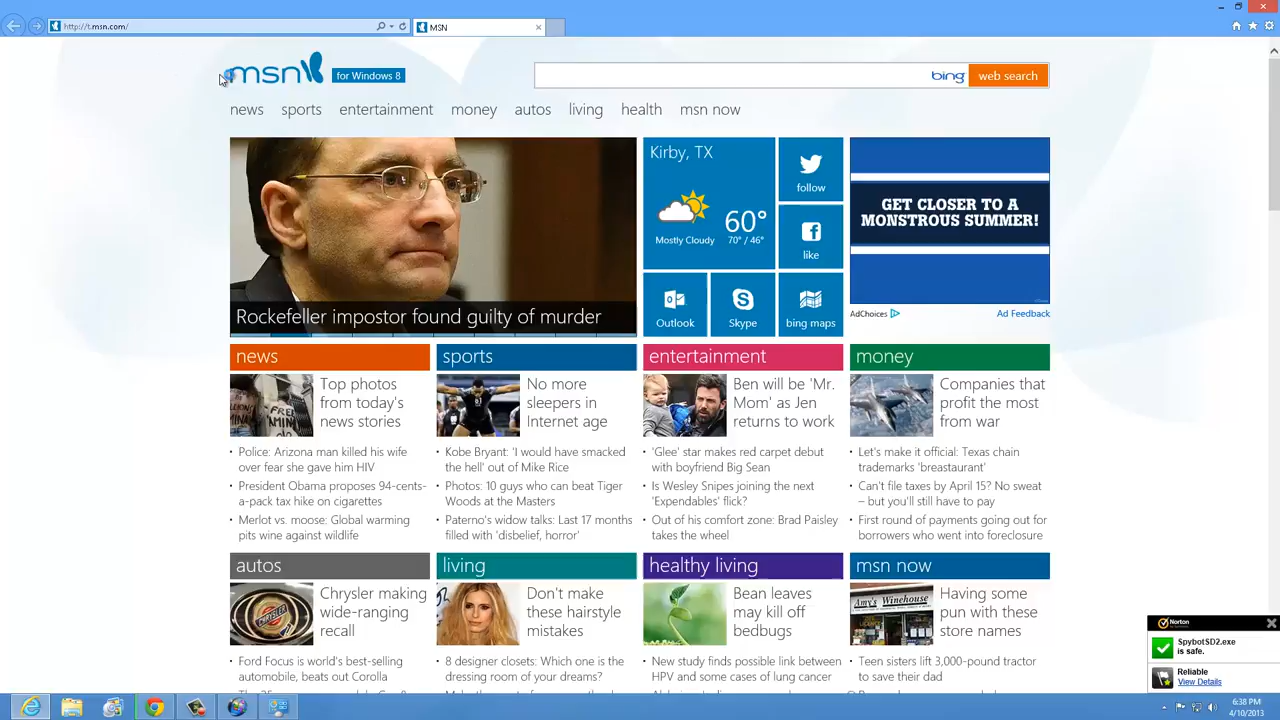 http://t.msn.com/
MSN
msn
for Windows 8
bing
web search
news
sports
entertainment
money
autos
living
health
msn now
Rockefeller impostor found guilty of murder
Kirby, TX
Mostly Cloudy
60°
70° / 46°
follow
like
Outlook
Skype
bing maps
GET CLOSER TO A
MONSTROUS SUMMER!
AdChoices
Ad Feedback
news
Top photos
from today's
news stories
Police: Arizona man killed his wife
over fear she gave him HIV
President Obama proposes 94-cents-
a-pack tax hike on cigarettes
Merlot vs. moose: Global warming
pits wine against wildlife
sports
No more
sleepers in
Internet age
Kobe Bryant: 'I would have smacked
the hell' out of Mike Rice
Photos: 10 guys who can beat Tiger
Woods at the Masters
Paterno's widow talks: Last 17 months
filled with 'disbelief, horror'
entertainment
Ben will be 'Mr.
Mom' as Jen
returns to work
'Glee' star makes red carpet debut
with boyfriend Big Sean
Is Wesley Snipes joining the next
'Expendables' flick?
Out of his comfort zone: Brad Paisley
takes the wheel
money
Companies that
profit the most
from war
Let's make it official: Texas chain
trademarks 'breastaurant'
Can't file taxes by April 15? No sweat
– but you'll still have to pay
First round of payments going out for
borrowers who went into foreclosure
autos
Chrysler making
wide-ranging
recall
Ford Focus is world's best-selling
automobile, beats out Corolla
living
Don't make
these hairstyle
mistakes
8 designer closets: Which one is the
dressing room of your dreams?
healthy living
Bean leaves
may kill off
bedbugs
New study finds possible link between
HPV and some cases of lung cancer
msn now
Amy's Winehouse
Having some
pun with these
store names
Teen sisters lift 3,000-pound tractor
to save their dad
Norton
SpybotSD2.exe
is safe.
Reliable
View Details
6:38 PM
4/10/2013